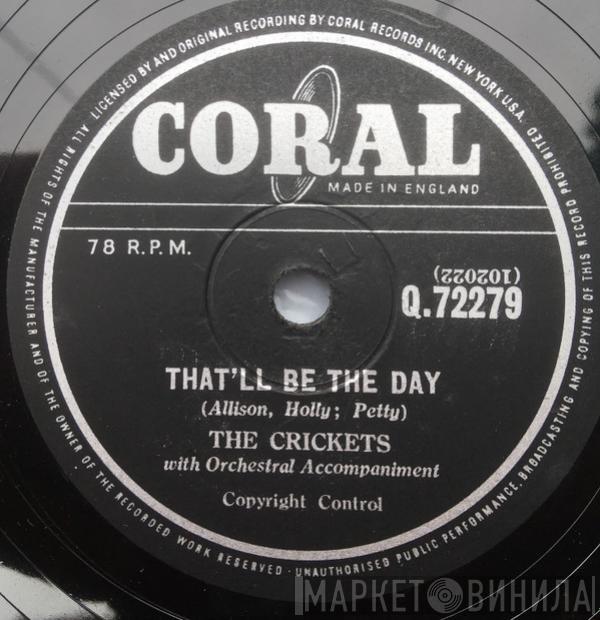 LICENSED BY AND ORIGINAL RECORDING BY CORAL RECORDS INC. NEW YORK U.S.A.
CORAL
MADE IN ENGLAND
78 R.P.M.
(102022)
Q.72279
THAT'LL BE THE DAY
(Allison, Holly; Petty)
THE CRICKETS
with Orchestral Accompaniment
Copyright Control
ALL RIGHTS OF THE MANUFACTURER AND OF THE OWNER OF THE RECORDED WORK RESERVED · UNAUTHORISED PUBLIC PERFORMANCE, BROADCASTING AND COPYING OF THIS RECORD PROHIBITED
МАРКЕТ ВИНИЛА